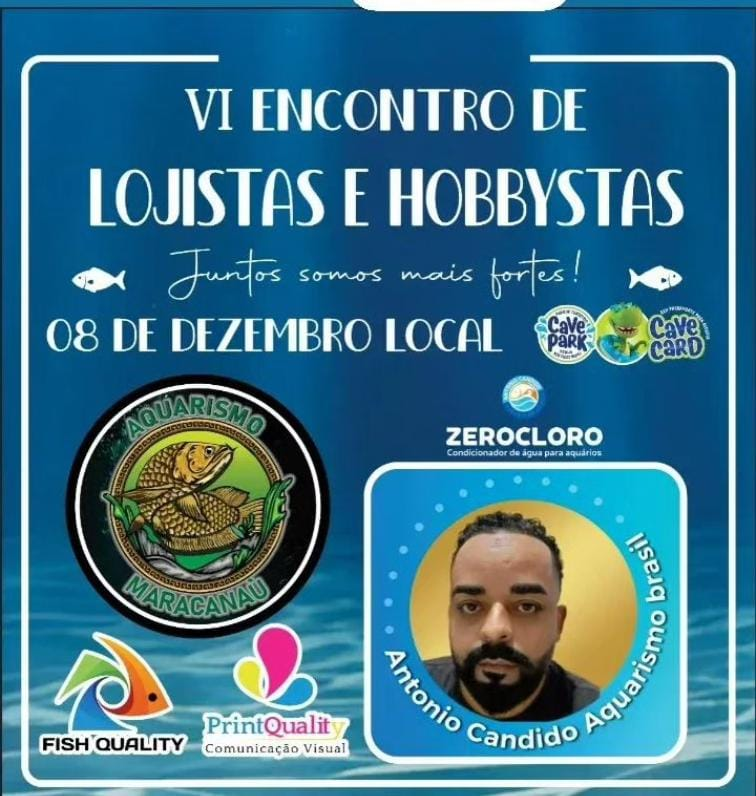 VI ENCONTRO DE
LOJISTAS E HOBBYSTAS
Juntos somos mais fortes!
08 DE DEZEMBRO LOCAL
CAVE
PARK
CAVE
CARD
AQUARISMO
MARACANAÚ
ZEROCLORO
Condicionador de água para aquários
Antonio Candido Aquarismo brasil
FISH QUALITY
PrintQuality
Comunicação Visual